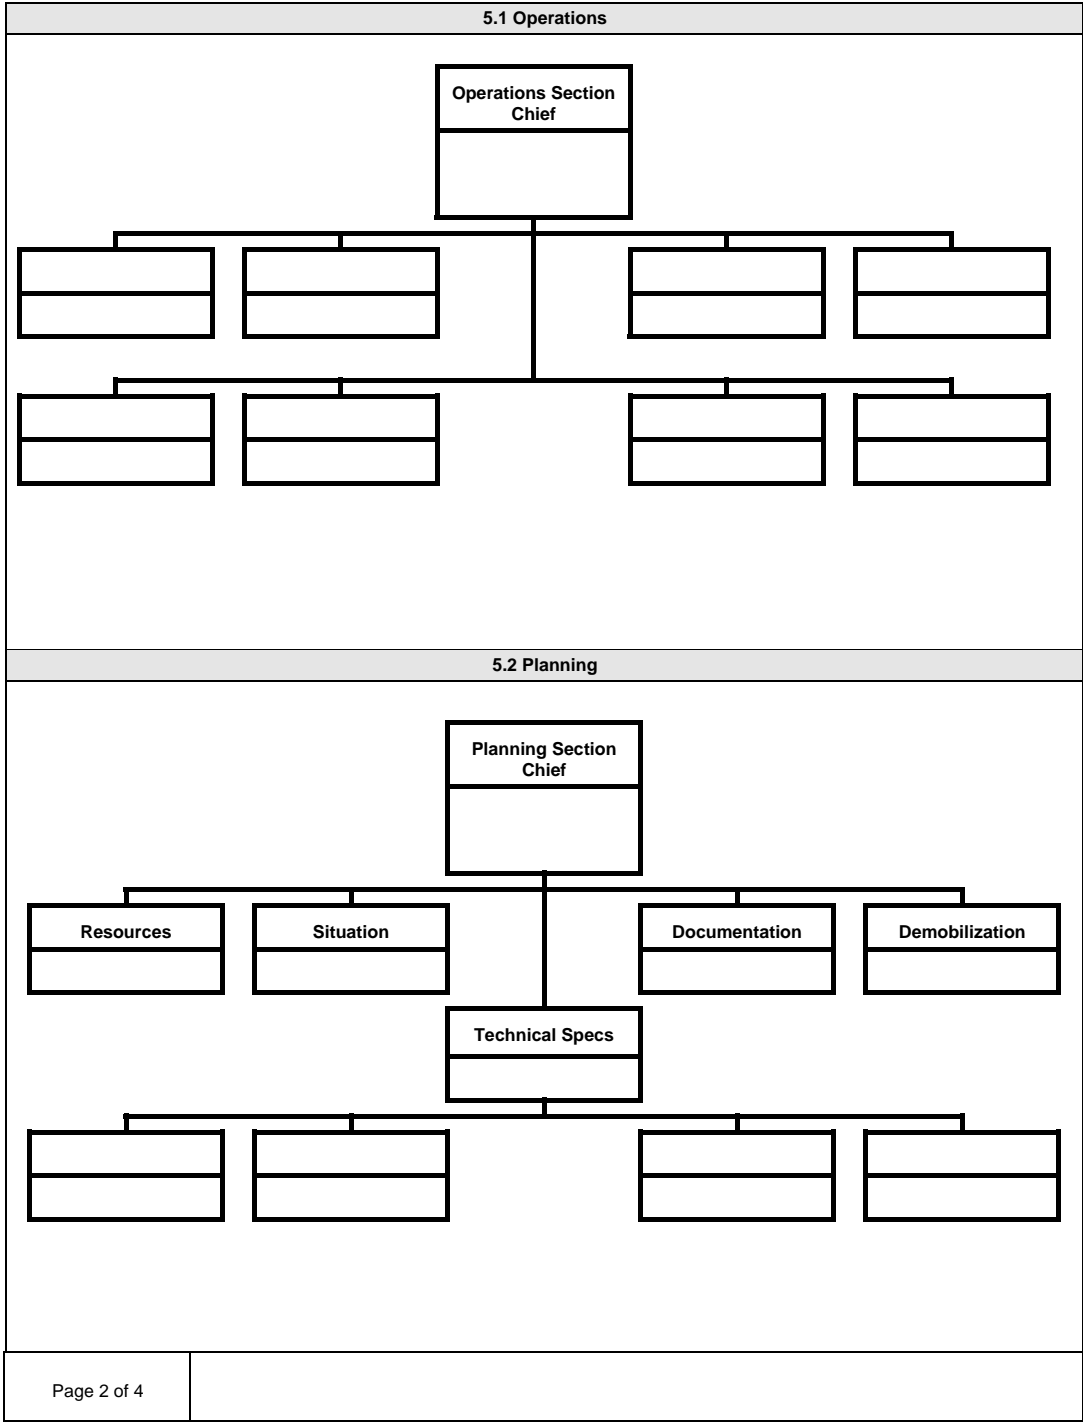 5.1 Operations
Operations Section
Chief
5.2 Planning
Planning Section
Chief
Resources
Situation
Documentation
Demobilization
Technical Specs
Page 2 of 4